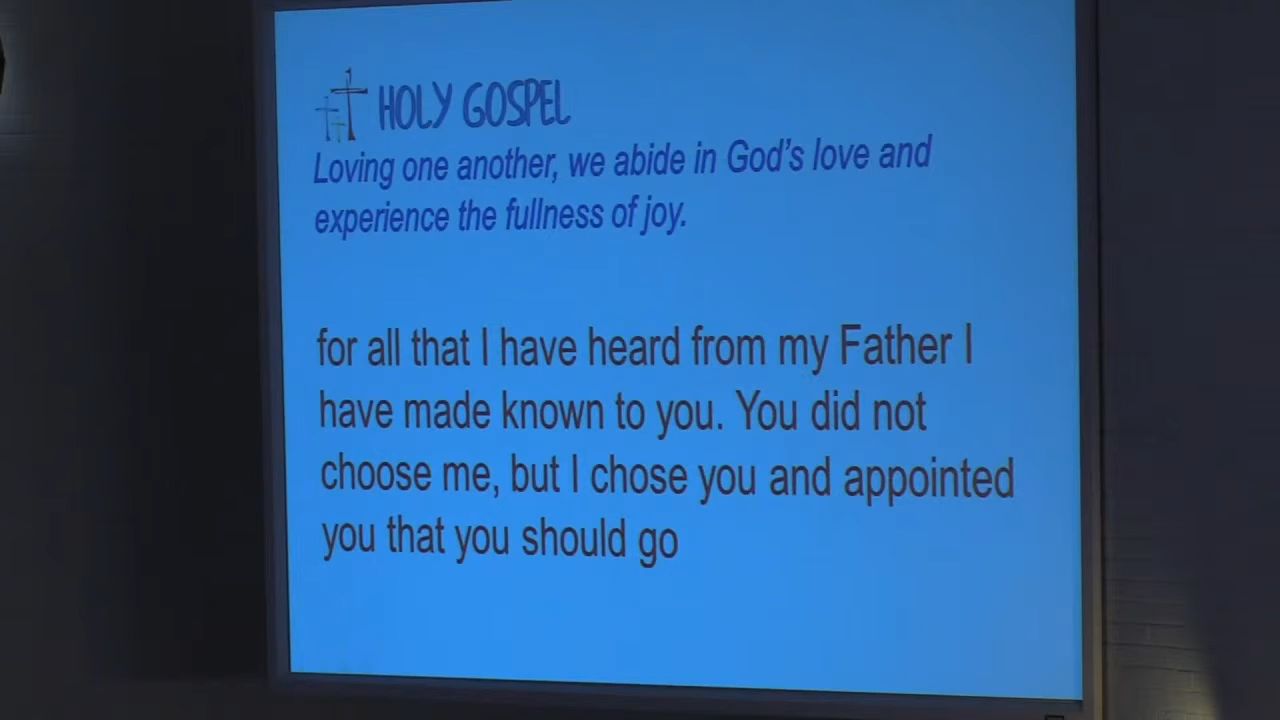 HOLY GOSPEL
Loving one another, we abide in God's love and
experience the fullness of joy.
for all that I have heard from my Father I
have made known to you. You did not
choose me, but I chose you and appointed
you that you should go